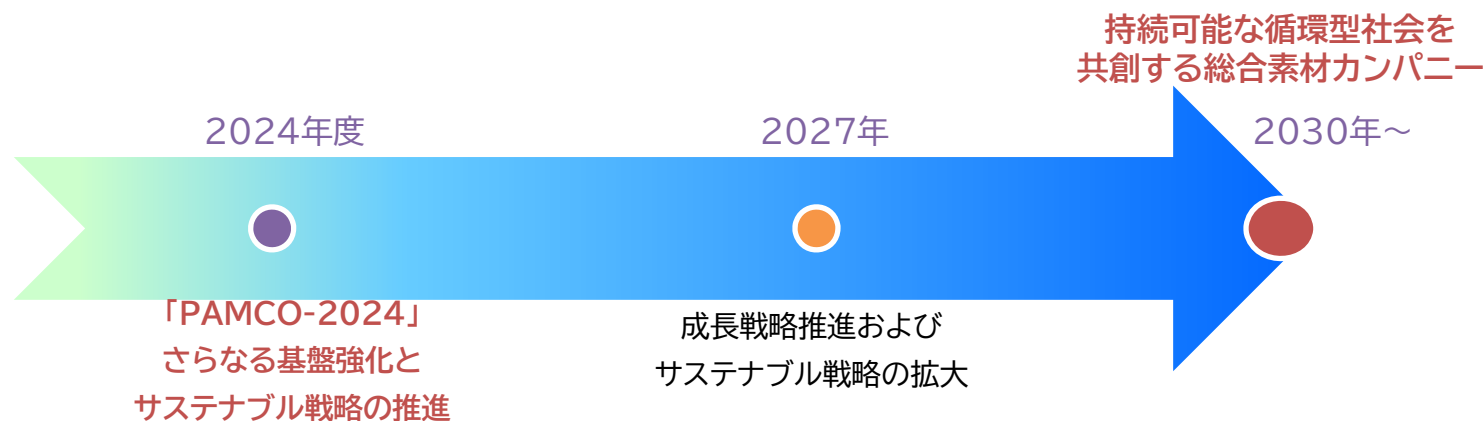 持続可能な循環型社会を
共創する総合素材カンパニー
2024年度
2027年
2030年～
「PAMCO-2024」
さらなる基盤強化と
サステナブル戦略の推進
成長戦略推進および
サステナブル戦略の拡大